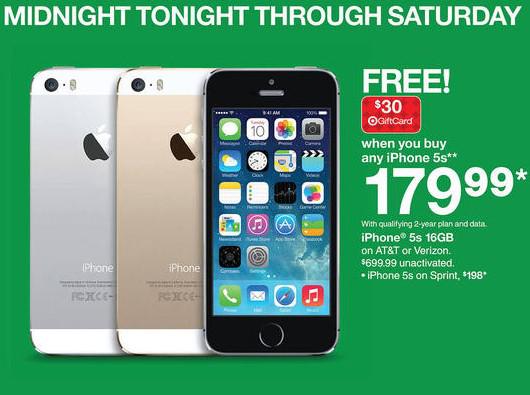 MIDNIGHT TONIGHT THROUGH SATURDAY
FREE!
$30
GiftCard
when you buy
any iPhone 5s**
179 99*
With qualifying 2-year plan and data.
iPhone® 5s 16GB
on AT&T or Verizon.
$699.99 unactivated.
• iPhone 5s on Sprint, $198*
iPhone
iPhone
9:41 AM
100%
Tuesday
10
Messages Calendar Photos Camera
Weather Clock Maps Videos
Notes Reminders Stocks Game Center
Newsstand iTunes Store App Store Facebook
Compass Settings
Phone Mail Safari Music